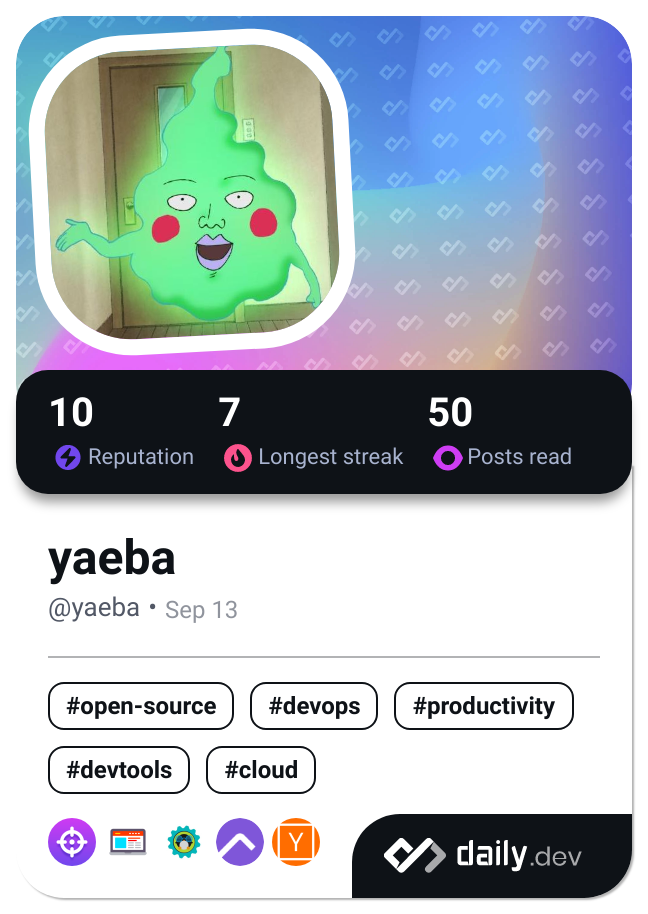 10 7 50
Reputation Longest streak Posts read
yaeba
@yaeba • Sep 13
#open-source #devops #productivity
#devtools #cloud
Y
daily.dev